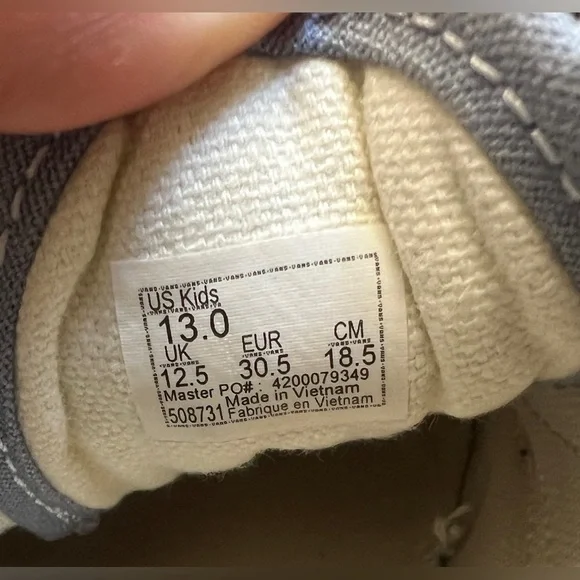 US Kids
13.0
UK EUR CM
12.5 30.5 18.5
Master PO# : 4200079349
Made in Vietnam
508731 Fabrique en Vietnam